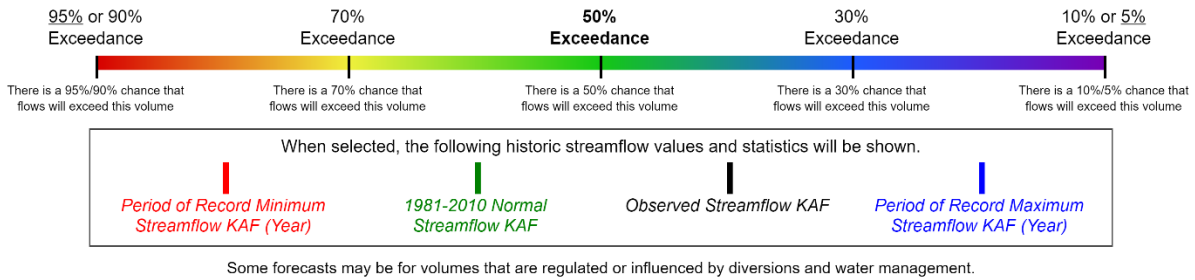 95% or 90%
Exceedance
70%
Exceedance
50%
Exceedance
30%
Exceedance
10% or 5%
Exceedance
There is a 95%/90% chance that
flows will exceed this volume
There is a 70% chance that
flows will exceed this volume
There is a 50% chance that
flows will exceed this volume
There is a 30% chance that
flows will exceed this volume
There is a 10%/5% chance that
flows will exceed this volume
When selected, the following historic streamflow values and statistics will be shown.
Period of Record Minimum
Streamflow KAF (Year)
1981-2010 Normal
Streamflow KAF
Observed Streamflow KAF
Period of Record Maximum
Streamflow KAF (Year)
Some forecasts may be for volumes that are regulated or influenced by diversions and water management.